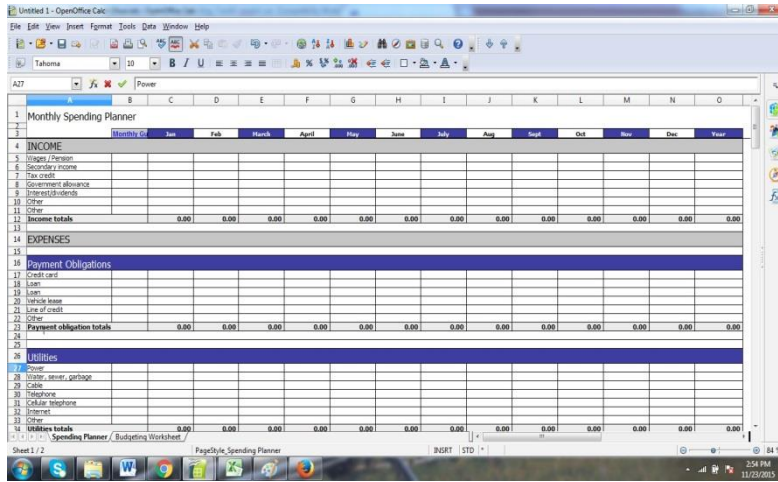 Untitled 1 - OpenOffice Calc
File Edit View Insert Format Tools Data Window Help
Tahoma 10
A27 Power
A B C D E F G H I J K L M N O
1 Monthly Spending Planner
2
3 Monthly Gu Jan Feb March April May June July Aug Sept Oct Nov Dec Year
4 INCOME
5 Wages / Pension
6 Secondary income
7 Tax credit
8 Government allowance
9 Interest/dividends
10 Other
11 Other
12 Income totals 0.00 0.00 0.00 0.00 0.00 0.00 0.00 0.00 0.00 0.00 0.00 0.00 0.00
13
14 EXPENSES
15
16 Payment Obligations
17 Credit card
18 Loan
19 Loan
20 Vehicle lease
21 Line of credit
22 Other
23 Payment obligation totals 0.00 0.00 0.00 0.00 0.00 0.00 0.00 0.00 0.00 0.00 0.00 0.00 0.00
24
25
26 Utilities
27 Power
28 Water, sewer, garbage
29 Cable
30 Telephone
31 Cellular telephone
32 Internet
33 Other
34 Utilities totals 0.00 0.00 0.00 0.00 0.00 0.00 0.00 0.00 0.00 0.00 0.00 0.00 0.00
Spending Planner / Budgeting Worksheet
Sheet 1 / 2 PageStyle_Spending Planner INSRT STD * 84
2:54 PM
11/23/2015